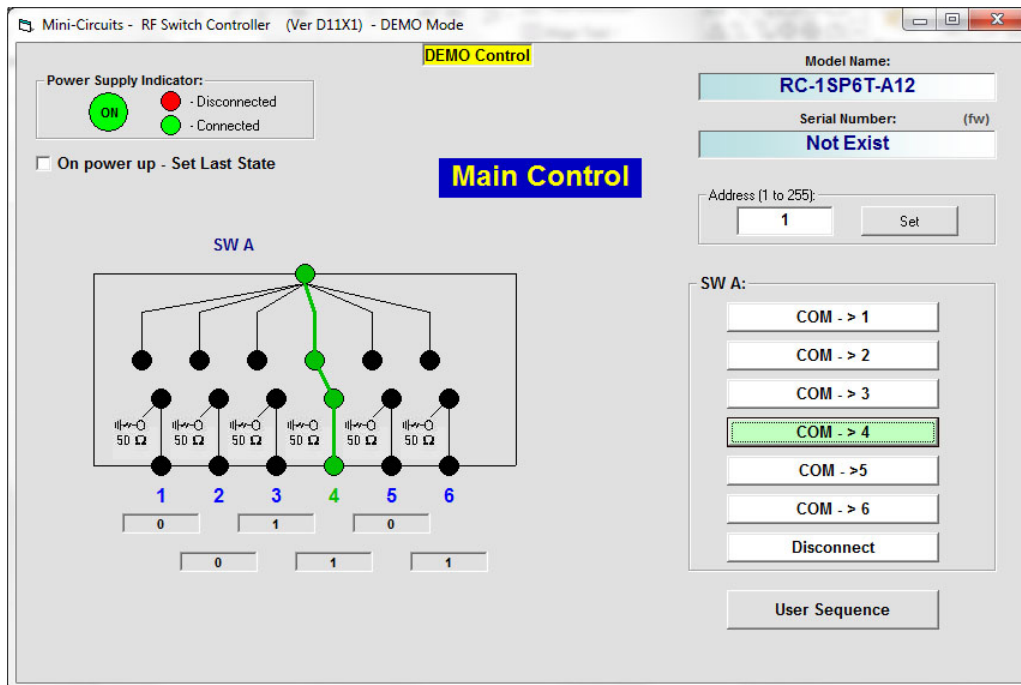 Mini-Circuits - RF Switch Controller (Ver D11X1) - DEMO Mode
DEMO Control
Power Supply Indicator:
ON
- Disconnected
- Connected
On power up - Set Last State
Main Control
Model Name:
RC-1SP6T-A12
Serial Number: (fw)
Not Exist
Address (1 to 255):
1 Set
SW A
50 Ω 50 Ω 50 Ω 50 Ω 50 Ω 50 Ω
1 2 3 4 5 6
0 1 0
0 1 1
SW A:
COM - > 1
COM - > 2
COM - > 3
COM - > 4
COM - >5
COM - > 6
Disconnect
User Sequence